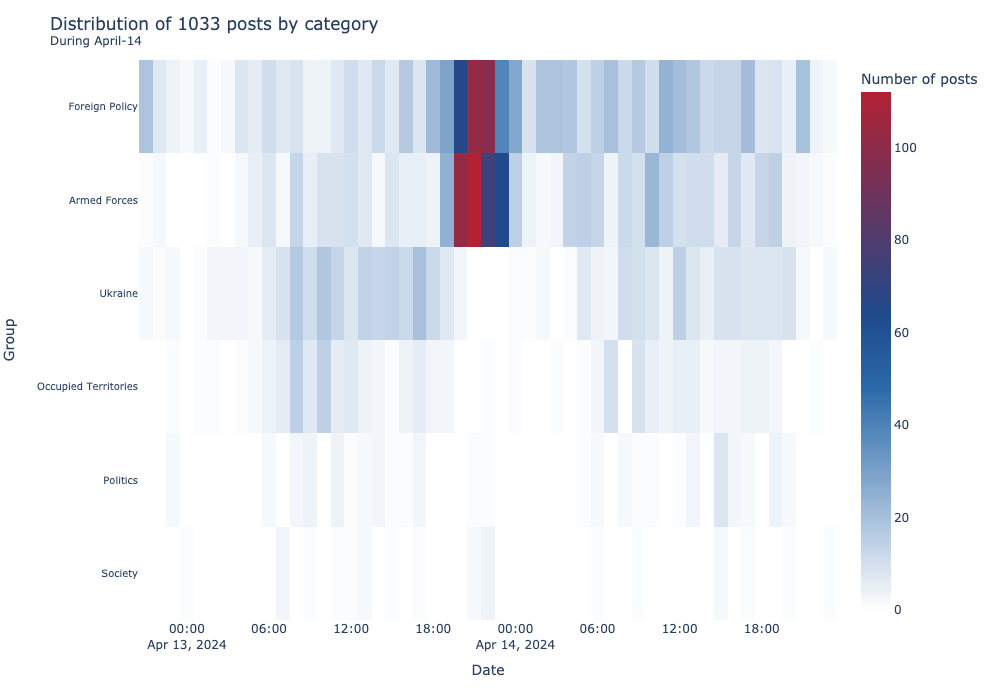 Distribution of 1033 posts by category
During April-14
Number of posts
Foreign Policy
Armed Forces
Ukraine
Occupied Territories
Politics
Society
Group
100
80
60
40
20
0
00:00 06:00 12:00 18:00 00:00 06:00 12:00 18:00
Apr 13, 2024 Apr 14, 2024
Date